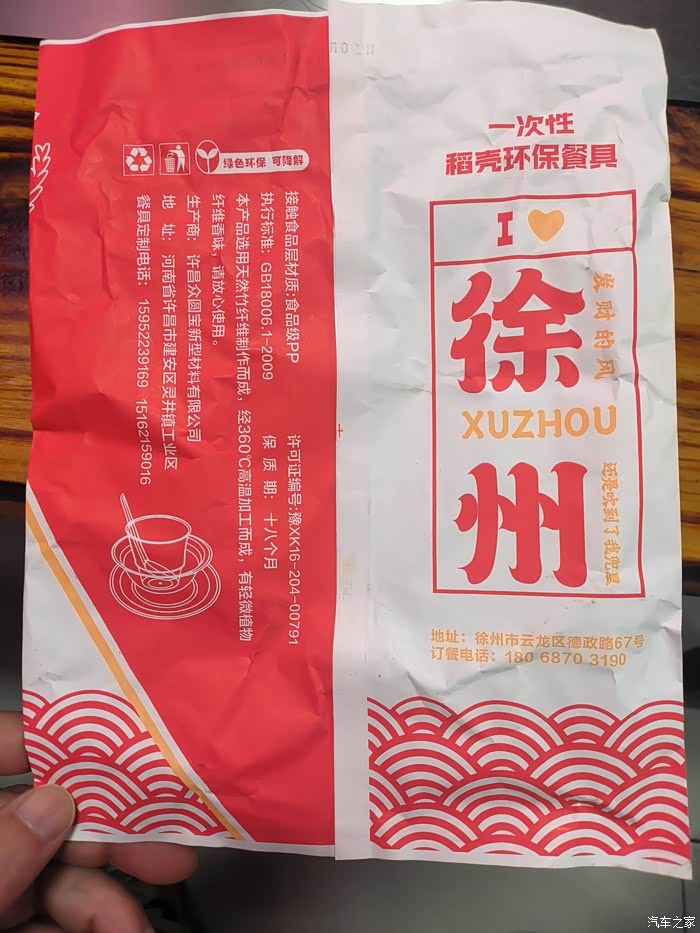 一次性
稻壳环保餐具
I
徐州
XUZHOU
发财的风
还是吹到了我兜里
地址：徐州市云龙区德政路67号
订餐电话：180 6870 3190
绿色环保 可降解
接触食品层材质:食品级PP
许可证编号:豫XK16-204-00791
执行标准：GB18006.1-2009
保 质 期：十八个月
本产品选用天然竹纤维制作而成，经360℃高温加工而成，有轻微植物
纤维香味，请放心使用。
生产商：许昌众圆宝新型材料有限公司
地 址：河南省许昌市建安区灵井镇工业区
餐具定制电话：15952239169 15162159016
汽车之家